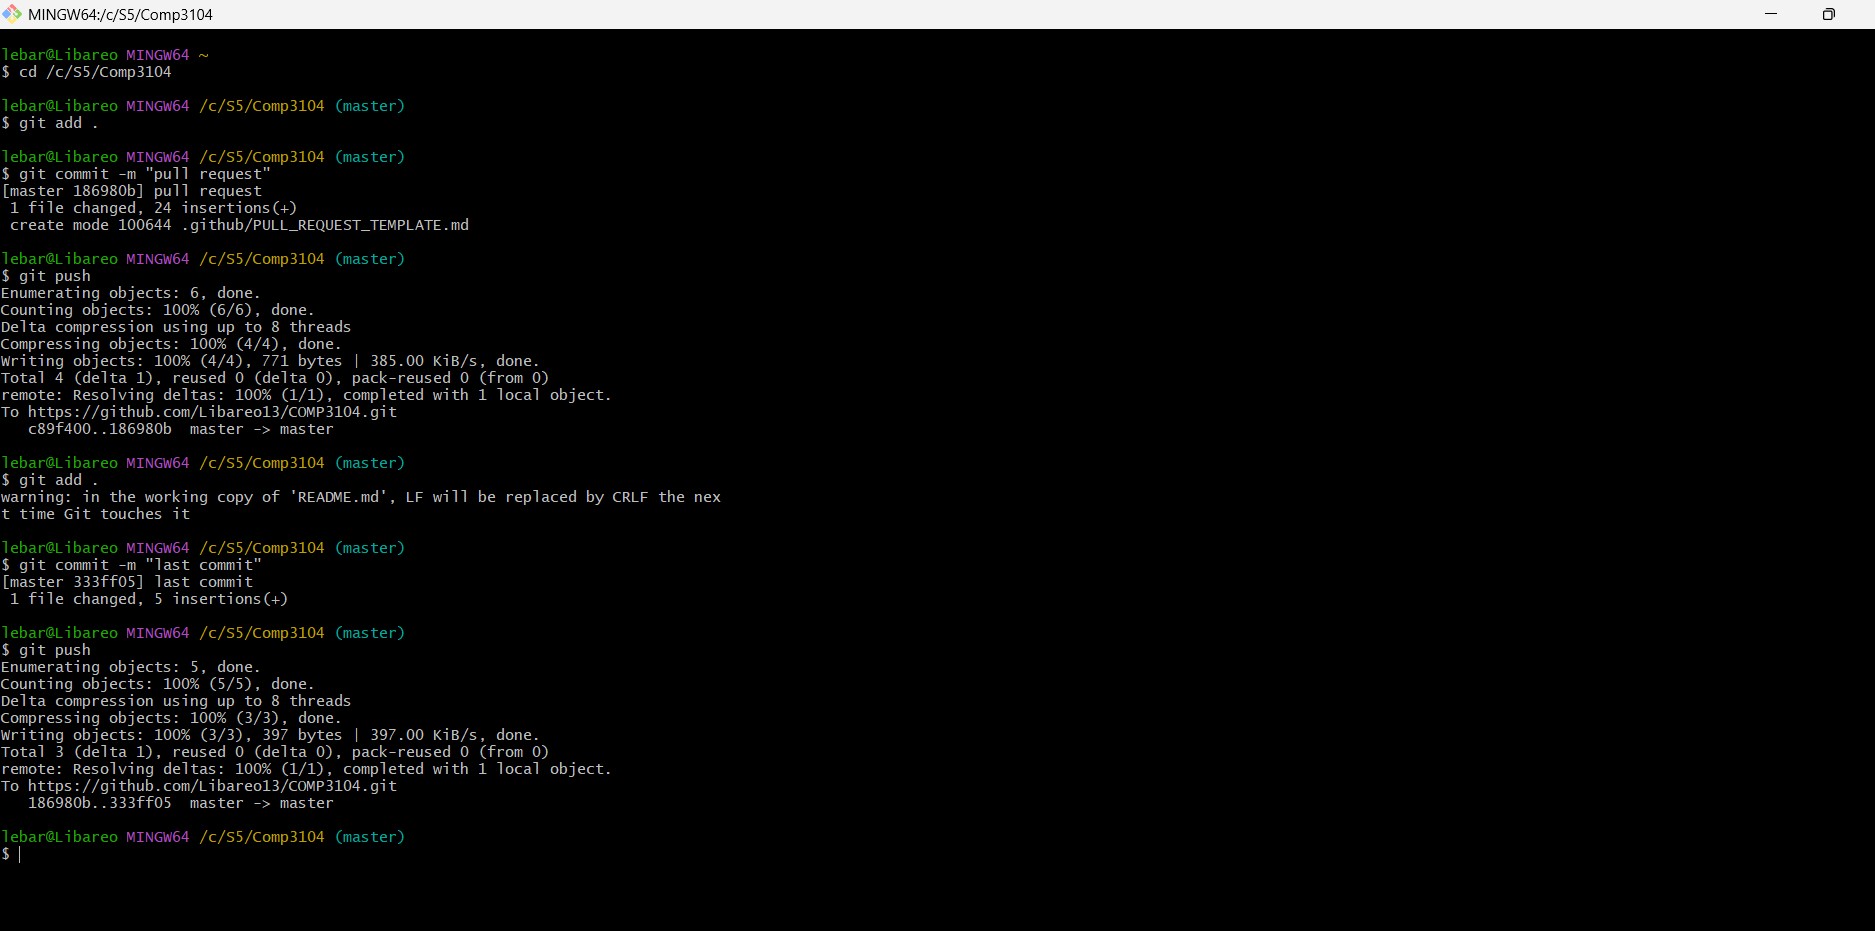 MINGW64:/c/S5/Comp3104
lebar@Libareo MINGW64 ~
$ cd /c/S5/Comp3104
lebar@Libareo MINGW64 /c/S5/Comp3104 (master)
$ git add .
lebar@Libareo MINGW64 /c/S5/Comp3104 (master)
$ git commit -m "pull request"
[master 186980b] pull request
 1 file changed, 24 insertions(+)
 create mode 100644 .github/PULL_REQUEST_TEMPLATE.md
lebar@Libareo MINGW64 /c/S5/Comp3104 (master)
$ git push
Enumerating objects: 6, done.
Counting objects: 100% (6/6), done.
Delta compression using up to 8 threads
Compressing objects: 100% (4/4), done.
Writing objects: 100% (4/4), 771 bytes | 385.00 KiB/s, done.
Total 4 (delta 1), reused 0 (delta 0), pack-reused 0 (from 0)
remote: Resolving deltas: 100% (1/1), completed with 1 local object.
To https://github.com/Libareo13/COMP3104.git
   c89f400..186980b  master -> master
lebar@Libareo MINGW64 /c/S5/Comp3104 (master)
$ git add .
warning: in the working copy of 'README.md', LF will be replaced by CRLF the nex
t time Git touches it
lebar@Libareo MINGW64 /c/S5/Comp3104 (master)
$ git commit -m "last commit"
[master 333ff05] last commit
 1 file changed, 5 insertions(+)
lebar@Libareo MINGW64 /c/S5/Comp3104 (master)
$ git push
Enumerating objects: 5, done.
Counting objects: 100% (5/5), done.
Delta compression using up to 8 threads
Compressing objects: 100% (3/3), done.
Writing objects: 100% (3/3), 397 bytes | 397.00 KiB/s, done.
Total 3 (delta 1), reused 0 (delta 0), pack-reused 0 (from 0)
remote: Resolving deltas: 100% (1/1), completed with 1 local object.
To https://github.com/Libareo13/COMP3104.git
   186980b..333ff05  master -> master
lebar@Libareo MINGW64 /c/S5/Comp3104 (master)
$